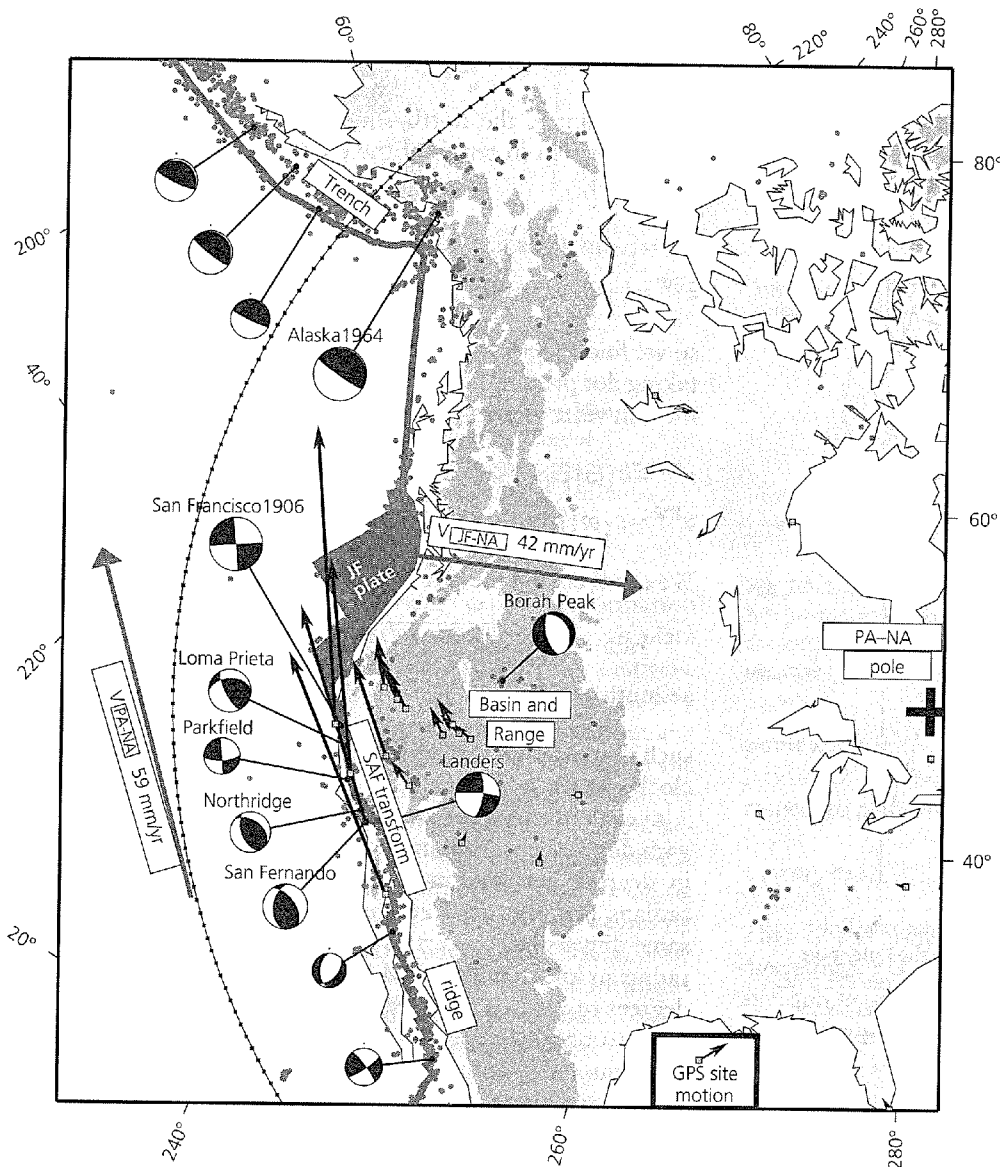 60°
80°
220°
240°
260°
280°
80°
200°
Trench
Alaska1964
40°
San Francisco1906
60°
V JF-NA 42 mm/yr
JF
plate
Borah Peak
PA–NA
pole
220°
Loma Prieta
Basin and
Range
Parkfield
V PA-NA 59 mm/yr
SAF transform
Landers
Northridge
San Fernando
40°
20°
ridge
GPS site
motion
240°
260°
280°